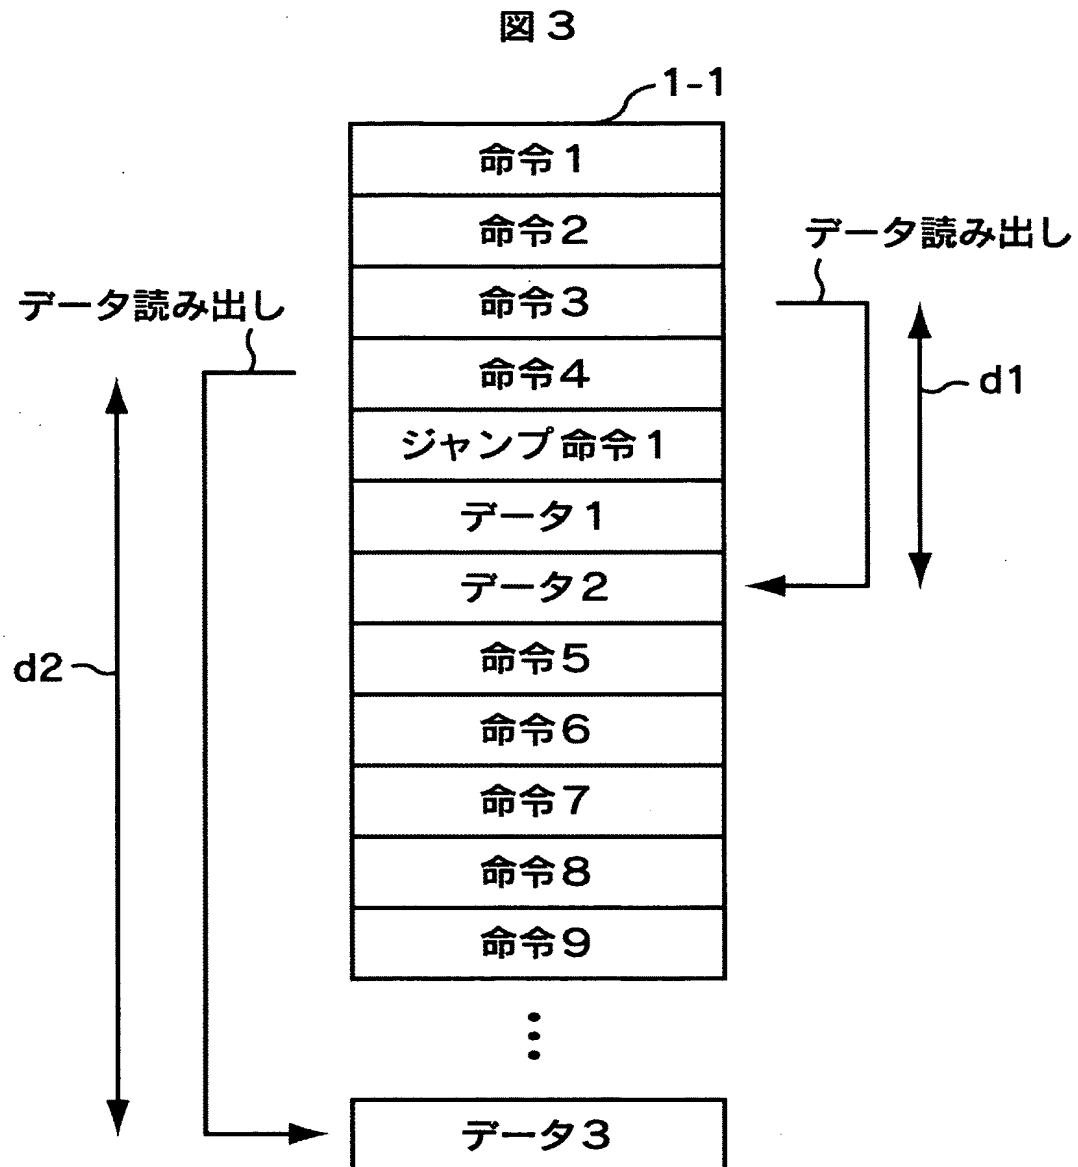 図3
1-1
命令1
命令2
データ読み出し
データ読み出し
命令3
命令4
d1
ジャンプ命令1
データ1
データ2
命令5
d2
命令6
命令7
命令8
命令9
⋮
データ3